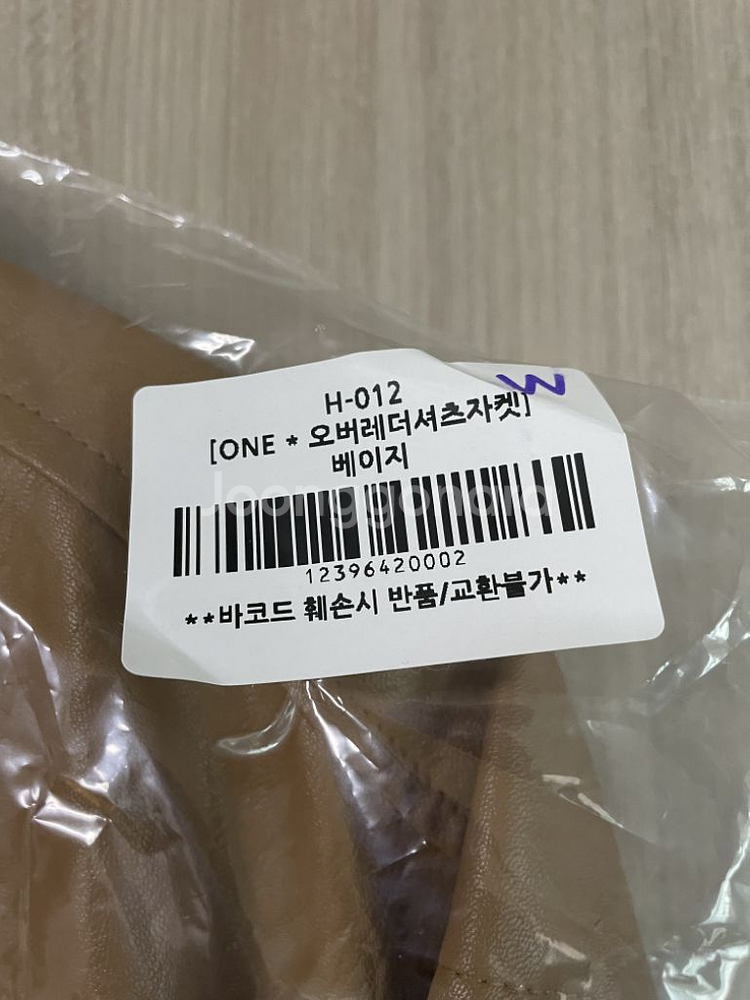 H-012
[ONE * 오버레더셔츠자켓]
베이지
Joonggonara
12396420002
**바코드 훼손시 반품/교환불가**